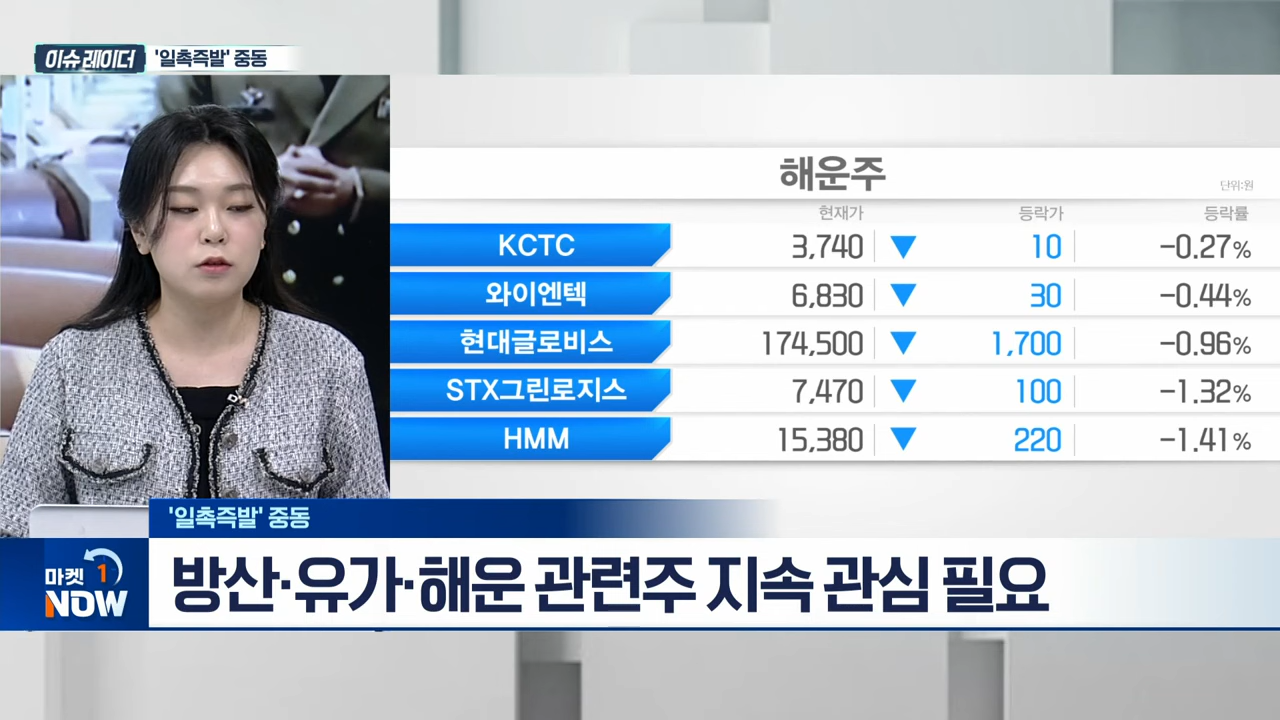 이슈레이더 '일촉즉발' 중동
해운주
단위:원
현재가 등락가 등락률
KCTC 3,740 ▼ 10 -0.27%
와이엔텍 6,830 ▼ 30 -0.44%
현대글로비스 174,500 ▼ 1,700 -0.96%
STX그린로지스 7,470 ▼ 100 -1.32%
HMM 15,380 ▼ 220 -1.41%
'일촉즉발' 중동
마켓 1
NOW
방산·유가·해운 관련주 지속 관심 필요